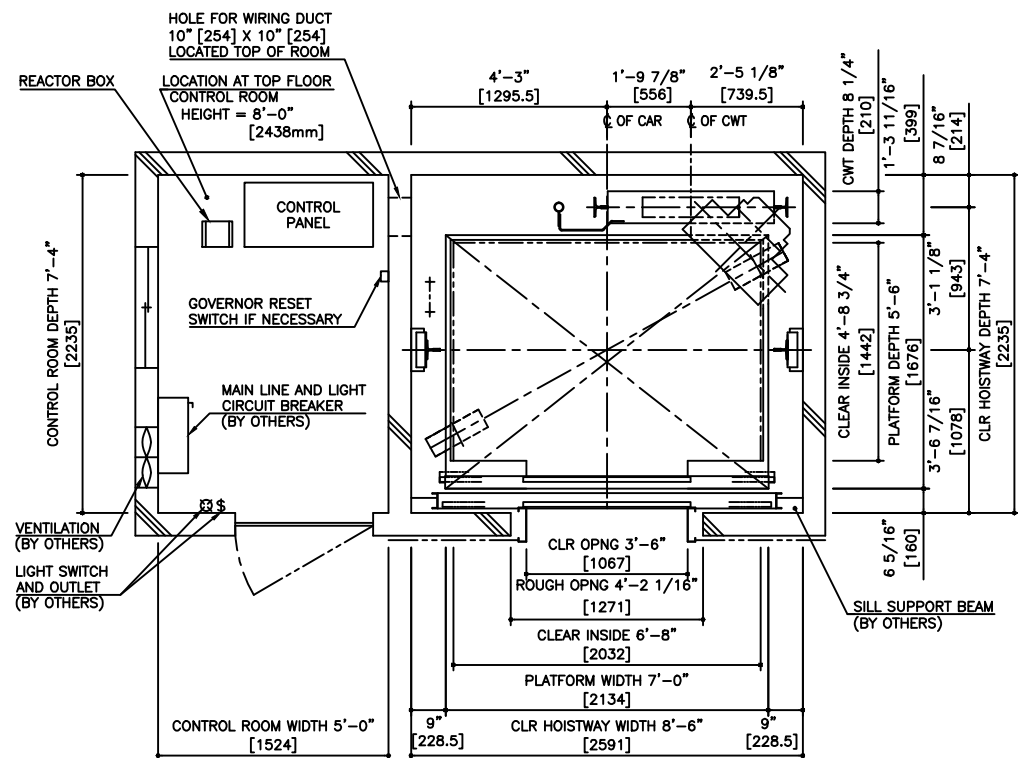 HOLE FOR WIRING DUCT
10" [254] X 10" [254]
LOCATED TOP OF ROOM
REACTOR BOX
LOCATION AT TOP FLOOR
CONTROL ROOM
HEIGHT = 8'-0"
[2438mm]
4'-3"
[1295.5]
1'-9 7/8"
[556]
2'-5 1/8"
[739.5]
℄ OF CAR
℄ OF CWT
CWT DEPTH 8 1/4"
[210]
1'-3 11/16"
[399]
8 7/16"
[214]
CONTROL
PANEL
CONTROL ROOM DEPTH 7'-4"
[2235]
GOVERNOR RESET
SWITCH IF NECESSARY
MAIN LINE AND LIGHT
CIRCUIT BREAKER
(BY OTHERS)
CLEAR INSIDE 4'-8 3/4"
[1442]
PLATFORM DEPTH 5'-6"
[1676]
3'-1 1/8"
[943]
3'-6 7/16"
[1078]
CLR HOISTWAY DEPTH 7'-4"
[2235]
$
VENTILATION
(BY OTHERS)
LIGHT SWITCH
AND OUTLET
(BY OTHERS)
6 5/16"
[160]
CLR OPNG 3'-6"
[1067]
ROUGH OPNG 4'-2 1/16"
[1271]
SILL SUPPORT BEAM
(BY OTHERS)
CLEAR INSIDE 6'-8"
[2032]
PLATFORM WIDTH 7'-0"
[2134]
CONTROL ROOM WIDTH 5'-0"
[1524]
9"
[228.5]
CLR HOISTWAY WIDTH 8'-6"
[2591]
9"
[228.5]